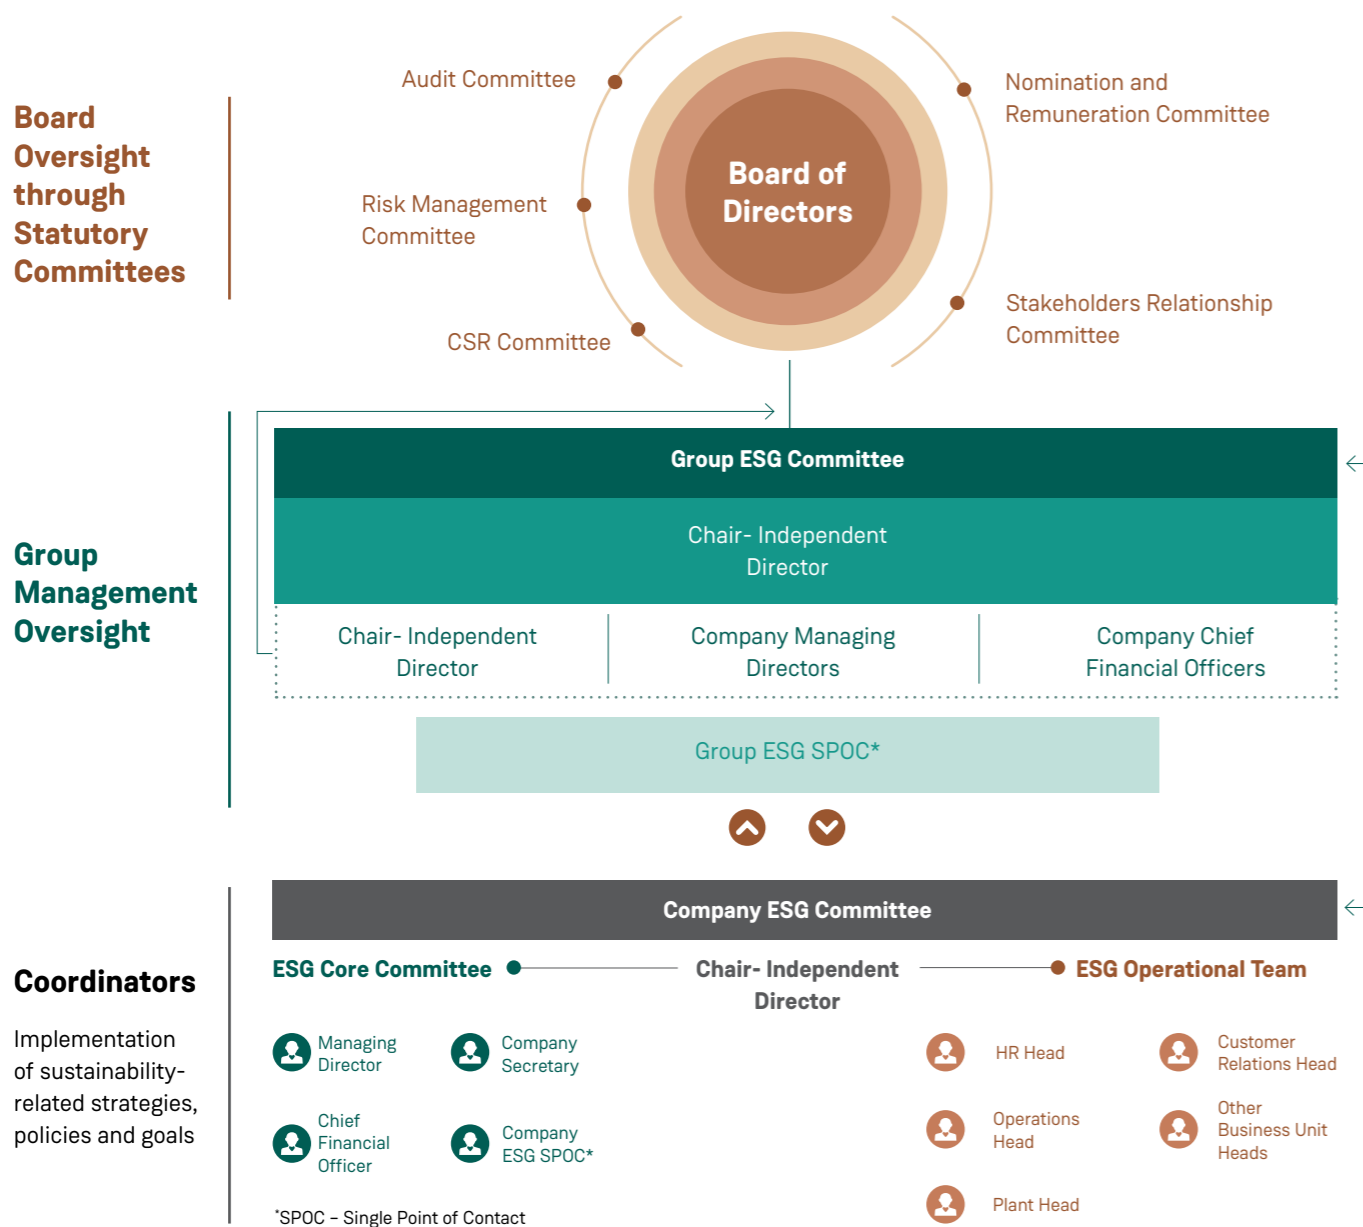 Board
Oversight
through
Statutory
Committees
Audit Committee
Risk Management
Committee
CSR Committee
Board of
Directors
Nomination and
Remuneration Committee
Stakeholders Relationship
Committee
Group
Management
Oversight
Group ESG Committee
Chair- Independent
Director
Chair- Independent
Director
Company Managing
Directors
Company Chief
Financial Officers
Group ESG SPOC*
Coordinators
Implementation
of sustainability-
related strategies,
policies and goals
Company ESG Committee
ESG Core Committee
Chair- Independent
Director
ESG Operational Team
Managing
Director
Company
Secretary
Chief
Financial
Officer
Company
ESG SPOC*
HR Head
Customer
Relations Head
Operations
Head
Other
Business Unit
Heads
Plant Head
*SPOC – Single Point of Contact